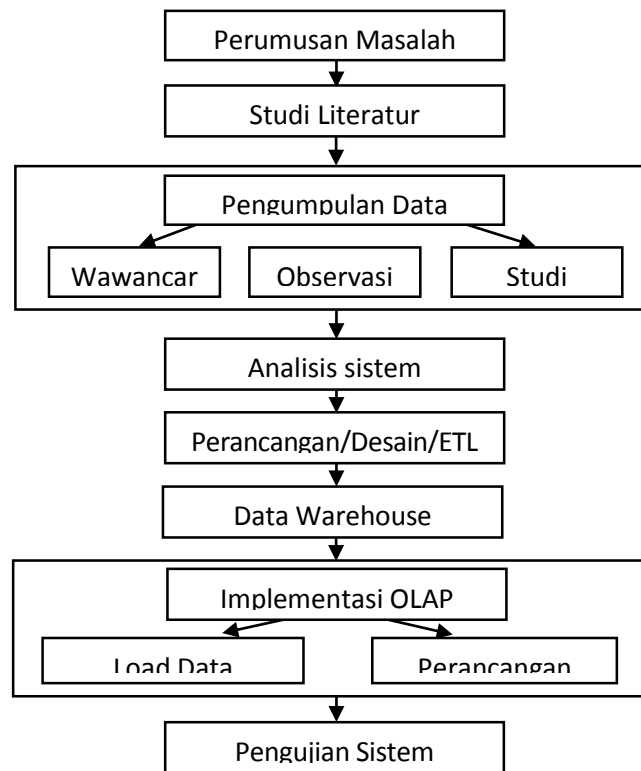 Perumusan Masalah
Studi Literatur
Pengumpulan Data
Wawancar
Observasi
Studi
Analisis sistem
Perancangan/Desain/ETL
Data Warehouse
Implementasi OLAP
Load Data
Perancangan
Pengujian Sistem